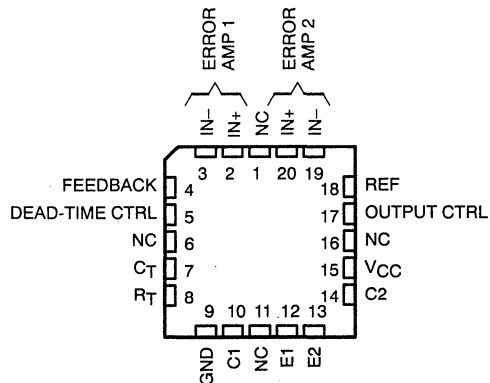 ERROR
AMP 1
ERROR
AMP 2
IN–
IN+
NC
IN+
IN–
3 2 1 20 19
FEEDBACK 4
DEAD-TIME CTRL 5
NC 6
CT 7
RT 8
18 REF
17 OUTPUT CTRL
16 NC
15 VCC
14 C2
9 10 11 12 13
GND
C1
NC
E1
E2